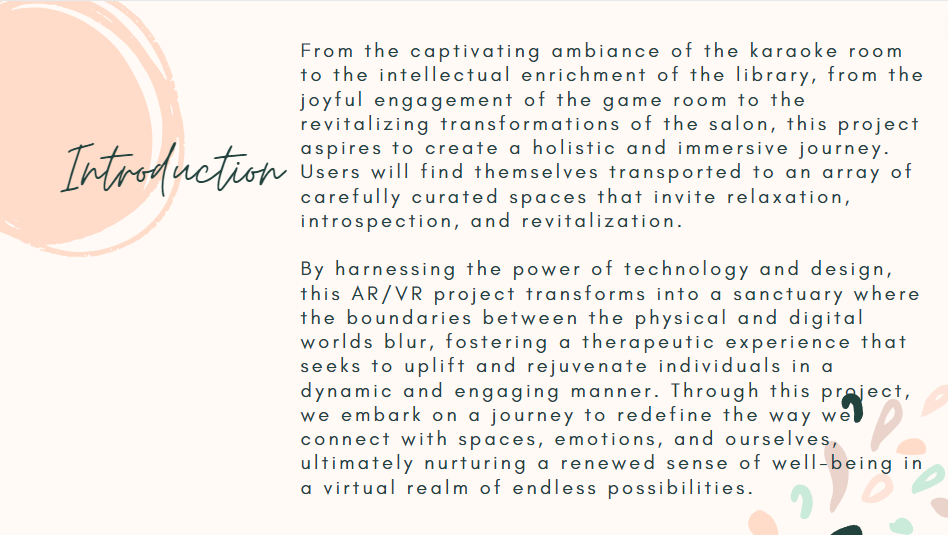 Introduction
From the captivating ambiance of the karaoke room
to the intellectual enrichment of the library, from the
joyful engagement of the game room to the
revitalizing transformations of the salon, this project
aspires to create a holistic and immersive journey.
Users will find themselves transported to an array of
carefully curated spaces that invite relaxation,
introspection, and revitalization.
By harnessing the power of technology and design,
this AR/VR project transforms into a sanctuary where
the boundaries between the physical and digital
worlds blur, fostering a therapeutic experience that
seeks to uplift and rejuvenate individuals in a
dynamic and engaging manner. Through this project,
we embark on a journey to redefine the way we
connect with spaces, emotions, and ourselves,
ultimately nurturing a renewed sense of well-being in
a virtual realm of endless possibilities.